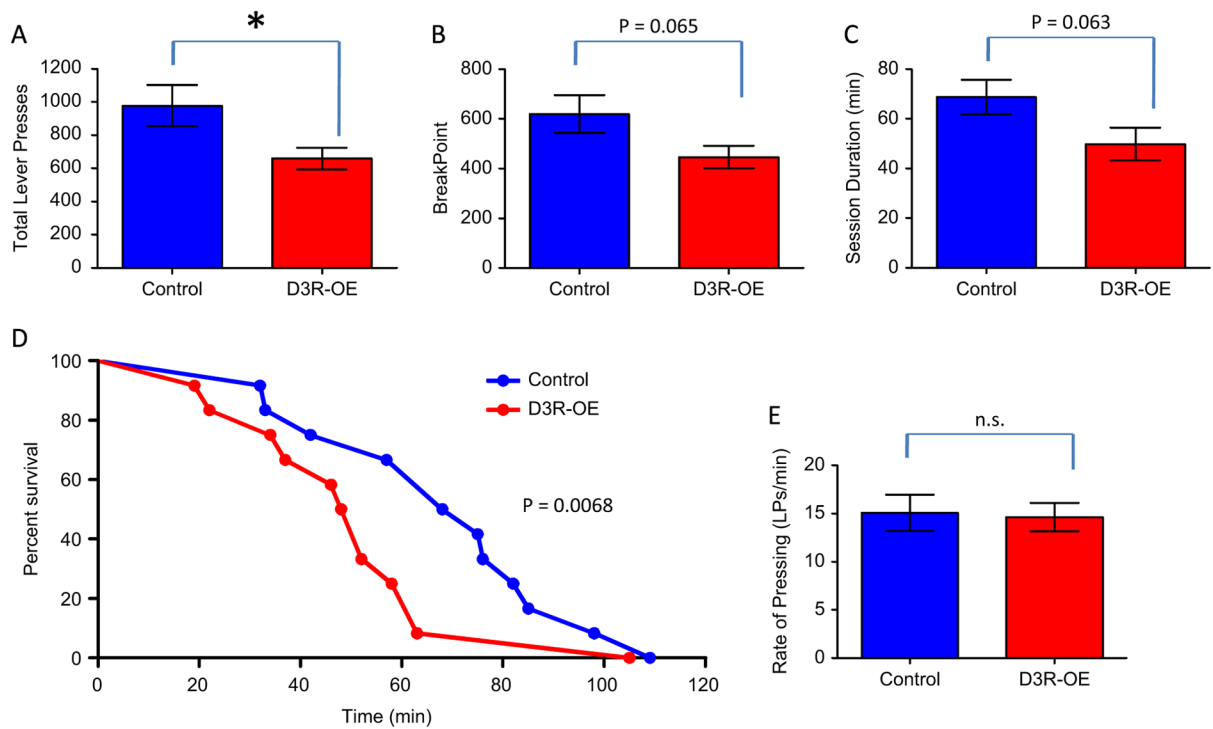 A
*
Total Lever Presses
1200
1000
800
600
400
200
0
Control
D3R-OE
B
P = 0.065
BreakPoint
800
600
400
200
0
Control
D3R-OE
C
P = 0.063
Session Duration (min)
80
60
40
20
0
Control
D3R-OE
D
Percent survival
100
80
60
40
20
0
0 20 40 60 80 100 120
Time (min)
Control
D3R-OE
P = 0.0068
E
n.s.
Rate of Pressing (LPs/min)
20
15
10
5
0
Control
D3R-OE